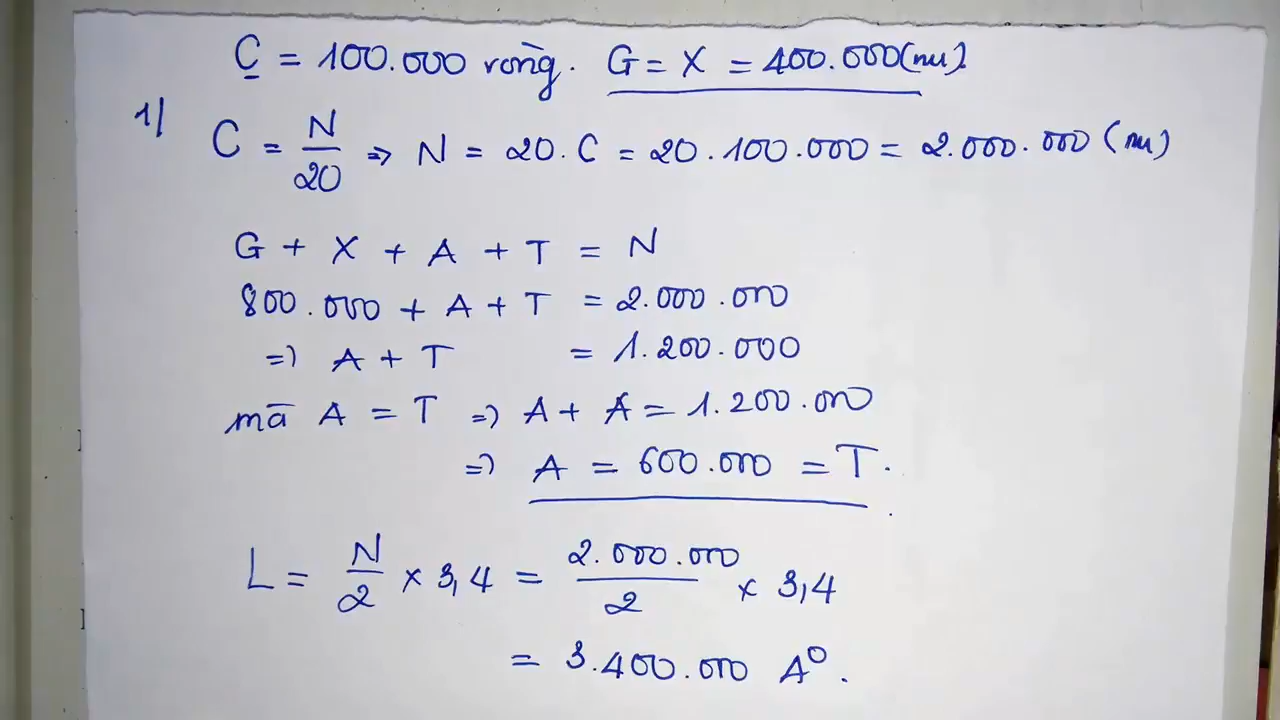 C = 100.000 vòng. G = X = 400.000(nu)
1/ C = N/20 => N = 20. C = 20. 100.000 = 2.000.000 (nu)
G + X + A + T = N
800.000 + A + T = 2.000.000
=> A + T = 1.200.000
mà A = T => A + A = 1.200.000
=> A = 600.000 = T.
L = N/2 × 3,4 = 2.000.000/2 × 3,4
= 3.400.000 A⁰.